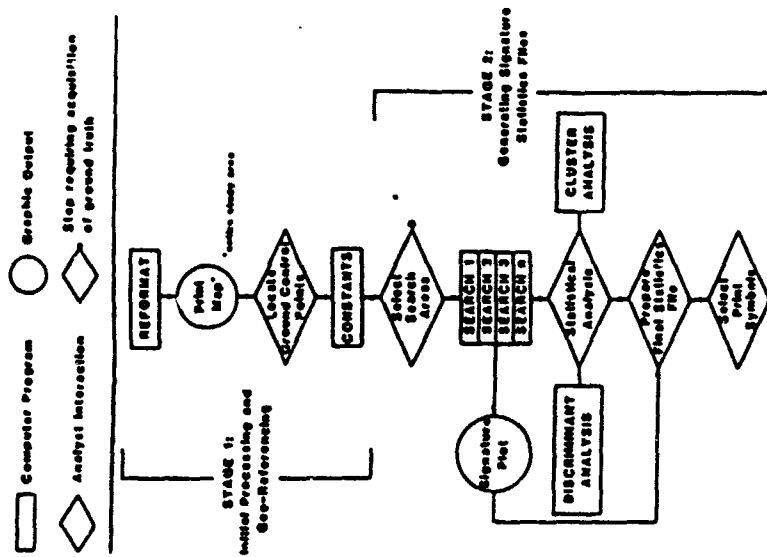 Computer Program
Graphic Output
Analyst Interaction
Step requiring acquisition
of ground truth
STAGE 1:
Initial Processing and
Geo-Referencing
REFORMAT
Print
Map*
*entire study area
Locate
Ground Control
Points
CONSTANTS
STAGE 2:
Generating Signature
Statistics Files
Select
Search
Areas
SEARCH 1
SEARCH 2
SEARCH 3
SEARCH n
Signature
Plot
Statistical
Analysis
DISCRIMINANT
ANALYSIS
CLUSTER
ANALYSIS
Prepare
Final Statistics
File
Select
Print
Symbols